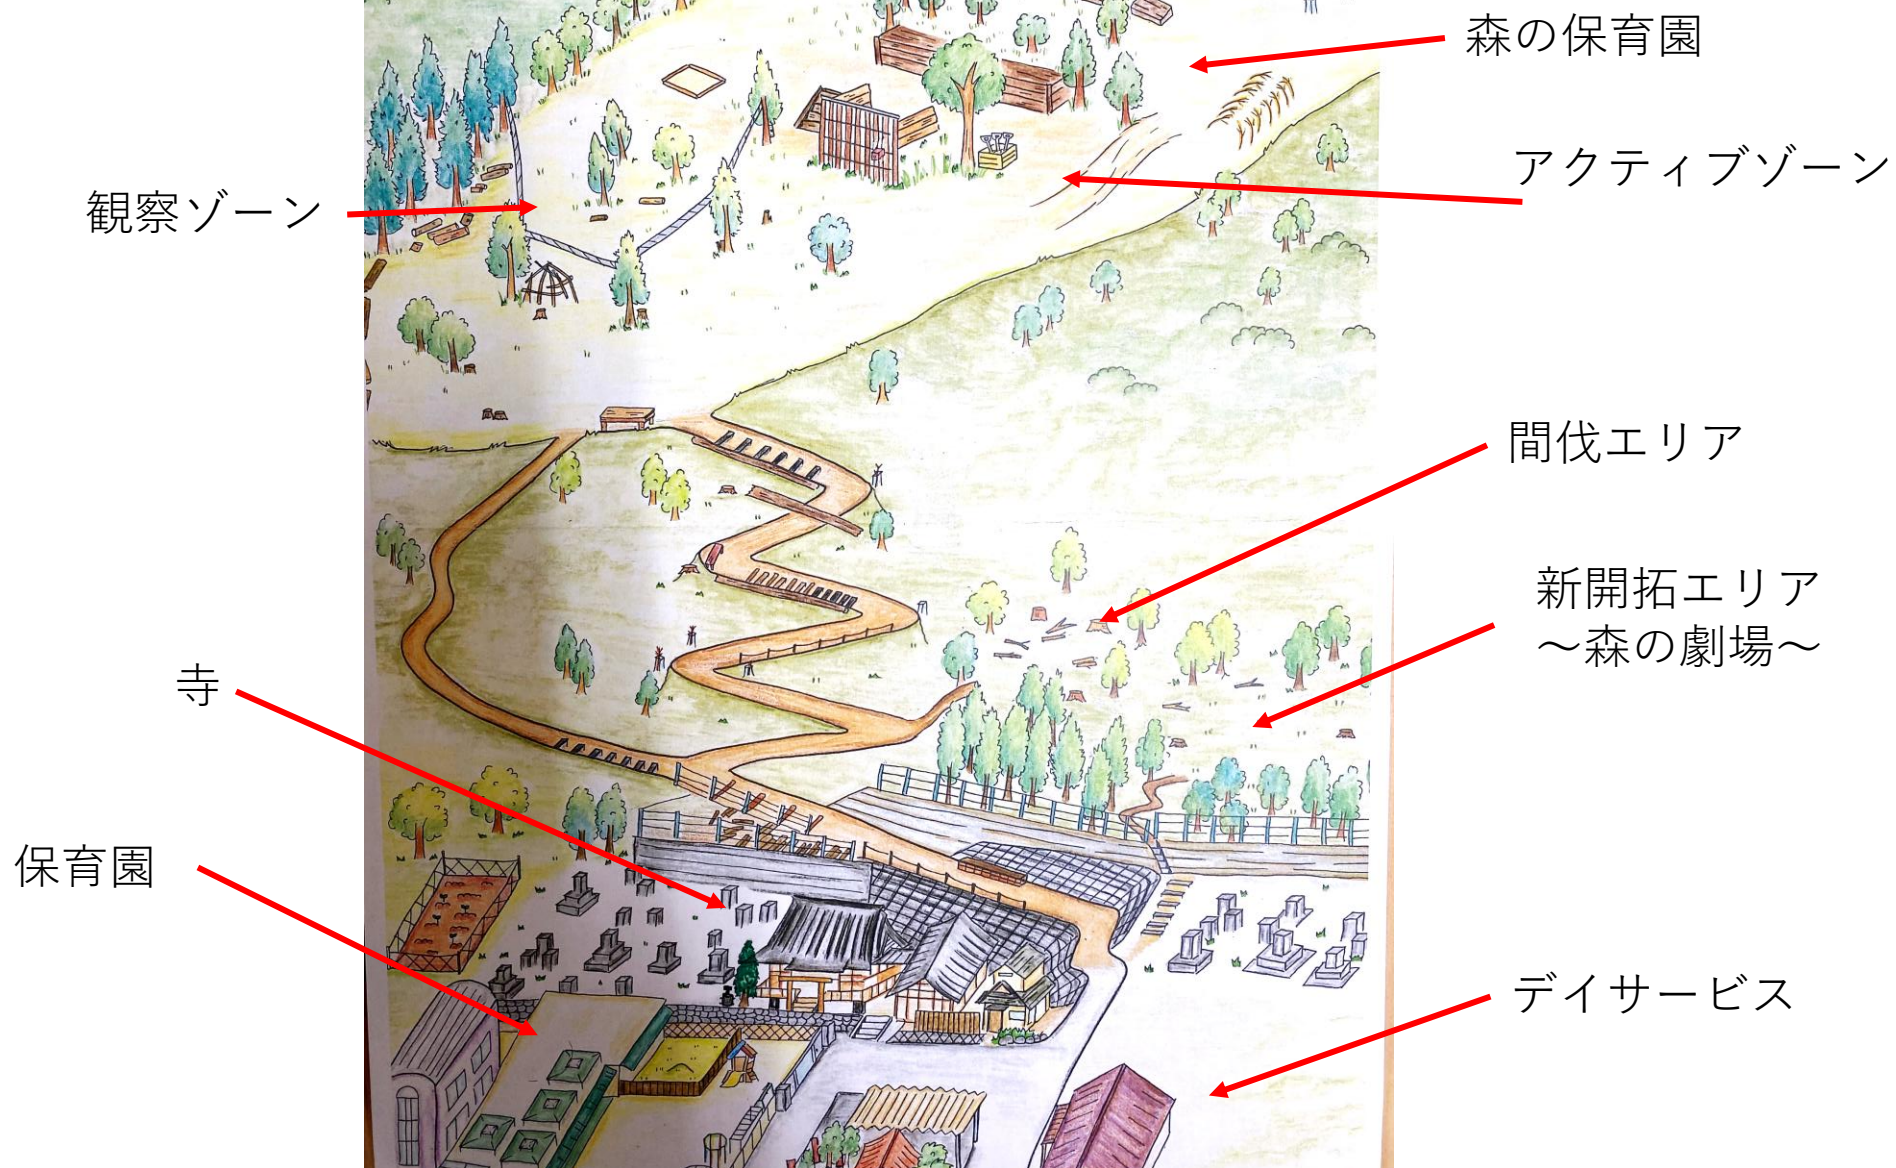 森の保育園
アクティブゾーン
観察ゾーン
間伐エリア
新開拓エリア
～森の劇場～
寺
保育園
デイサービス